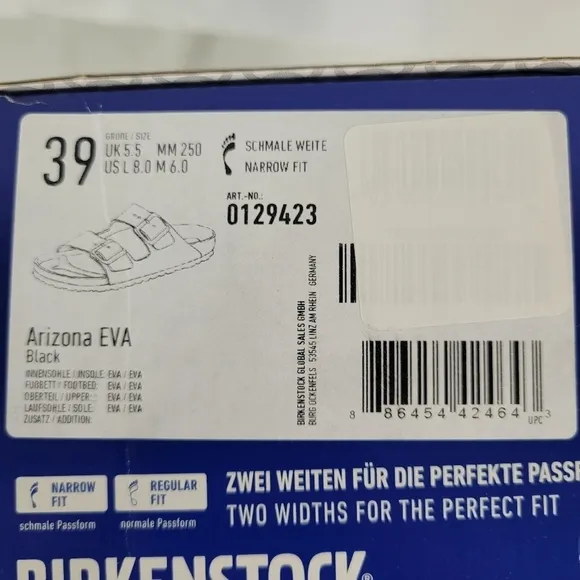 39
GRÖßE / SIZE
UK 5.5 MM 250
US L 8.0 M 6.0
SCHMALE WEITE
NARROW FIT
ART.-NO.:
0129423
Arizona EVA
Black
INNENSOHLE / INSOLE: EVA / EVA
FUßBETT / FOOTBED: EVA / EVA
OBERTEIL / UPPER: EVA / EVA
LAUFSOHLE / SOLE: EVA / EVA
ZUSATZ / ADDITION:
BIRKENSTOCK GLOBAL SALES GMBH
BURG OCKENFELS 53545 LINZ AM RHEIN GERMANY
8 86454 42464 3
UPC
NARROW FIT
schmale Passform
REGULAR FIT
normale Passform
ZWEI WEITEN FÜR DIE PERFEKTE PASSF
TWO WIDTHS FOR THE PERFECT FIT
BIRKENSTOCK®